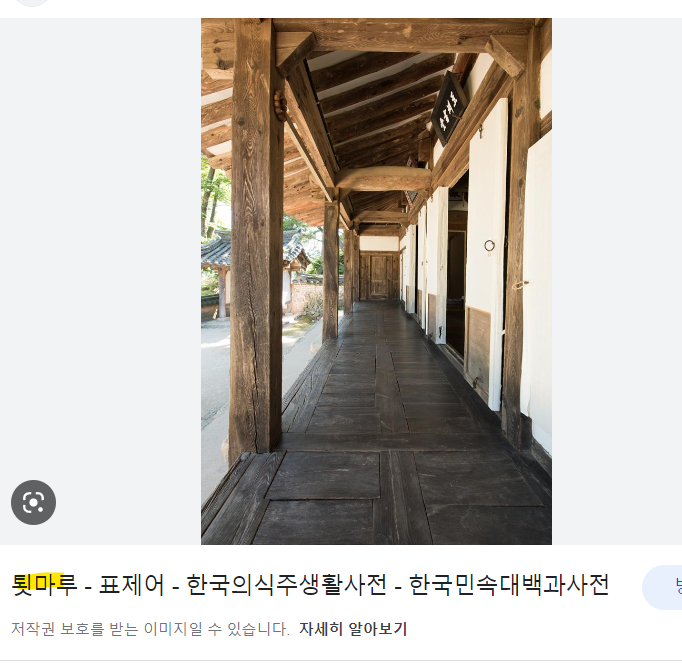 툇마루 - 표제어 - 한국의식주생활사전 - 한국민속대백과사전
저작권 보호를 받는 이미지일 수 있습니다. 자세히 알아보기